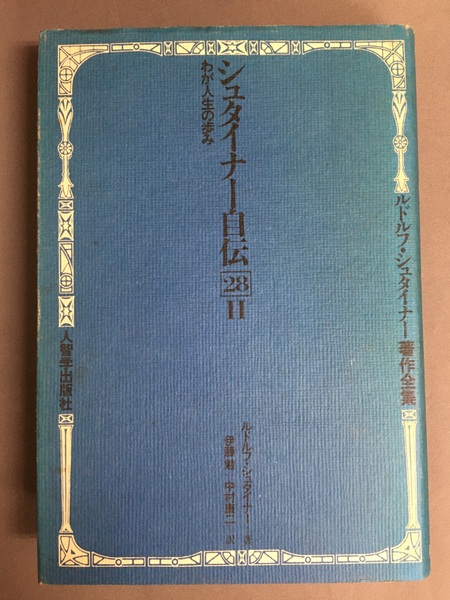 ルドルフ・シュタイナー著作全集
シュタイナー自伝 28 II
わが人生の歩み
ルドルフ・シュタイナー 著
伊藤勉 中村康二 訳
人智学出版社